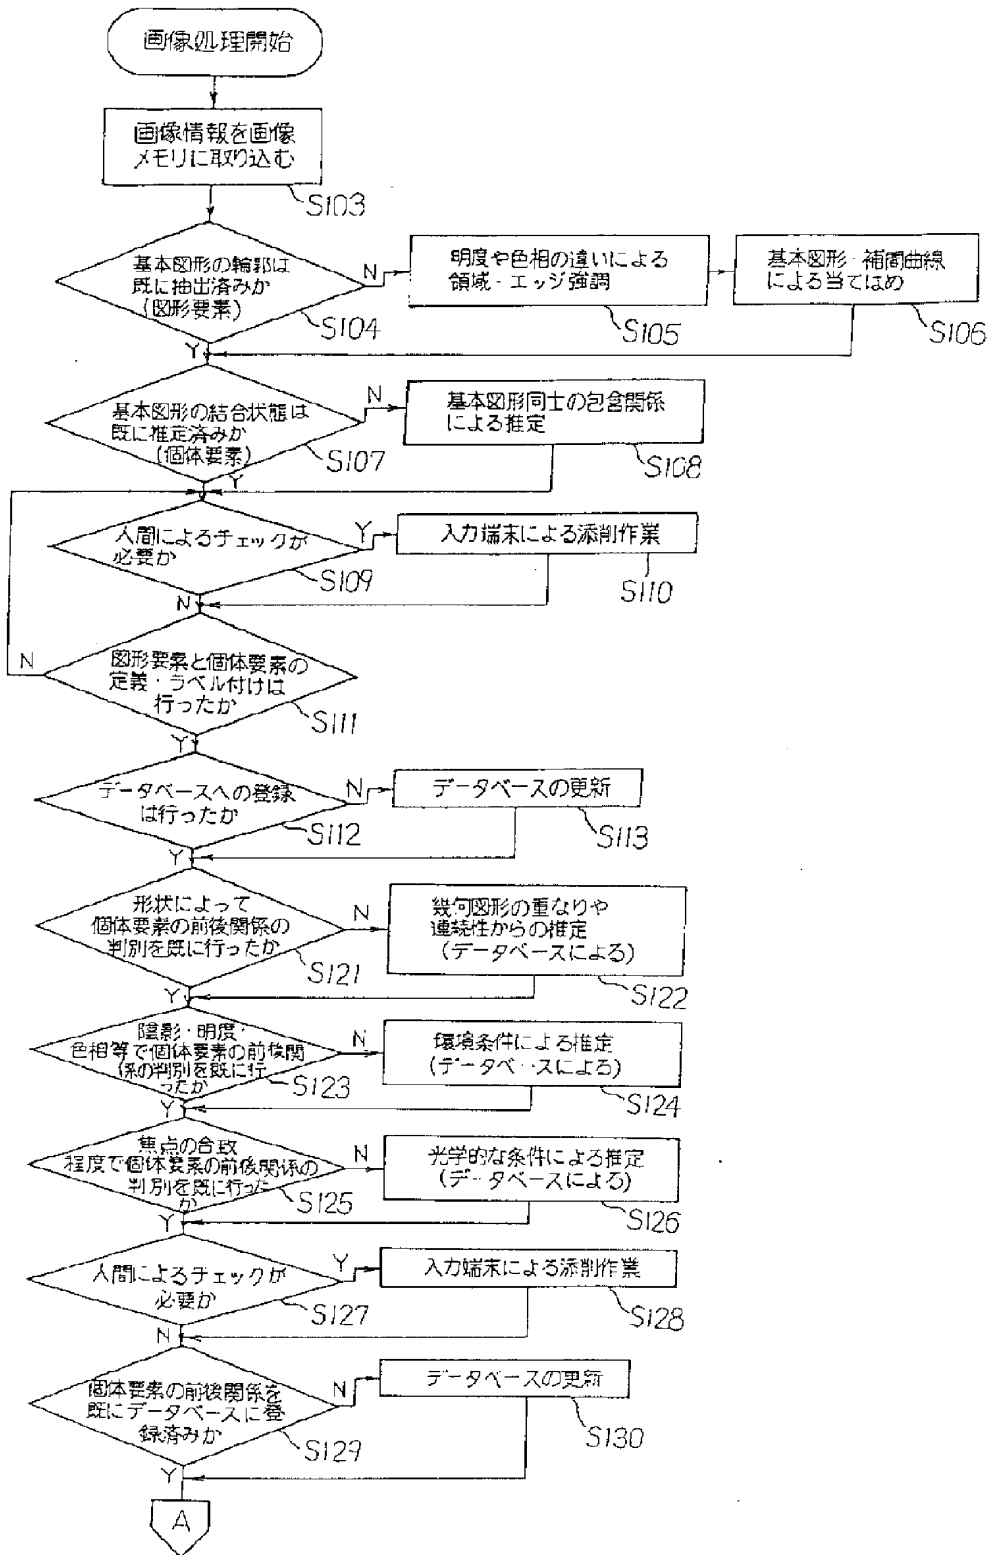 画像処理開始
画像情報を画像
メモリに取り込む
S103
基本図形の輪郭は
既に抽出済みか
(図形要素)
S104
N
明度や色相の違いによる
領域・エッジ強調
S105
基本図形・補間曲線
による当てはめ
S106
Y
基本図形の結合状態は
既に推定済みか
(個体要素)
S107
N
基本図形同士の包含関係
による推定
S108
Y
人間によるチェックが
必要か
S109
Y
入力端末による添削作業
S110
N
図形要素と個体要素の
定義・ラベル付けは
行ったか
S111
N
Y
データベースへの登録
は行ったか
S112
N
データベースの更新
S113
Y
形状によって
個体要素の前後関係の
判別を既に行ったか
S121
N
幾何図形の重なりや
連続性からの推定
(データベースによる)
S122
Y
陰影・明度・
色相等で個体要素の前後関
係の判別を既に行
ったか
S123
N
環境条件による推定
(データベースによる)
S124
Y
焦点の合致
程度で個体要素の前後関係の
判別を既に行った
か
S125
N
光学的な条件による推定
(データベースによる)
S126
Y
人間によるチェックが
必要か
S127
Y
入力端末による添削作業
S128
N
個体要素の前後関係を
既にデータベースに登
録済みか
S129
N
データベースの更新
S130
Y
A